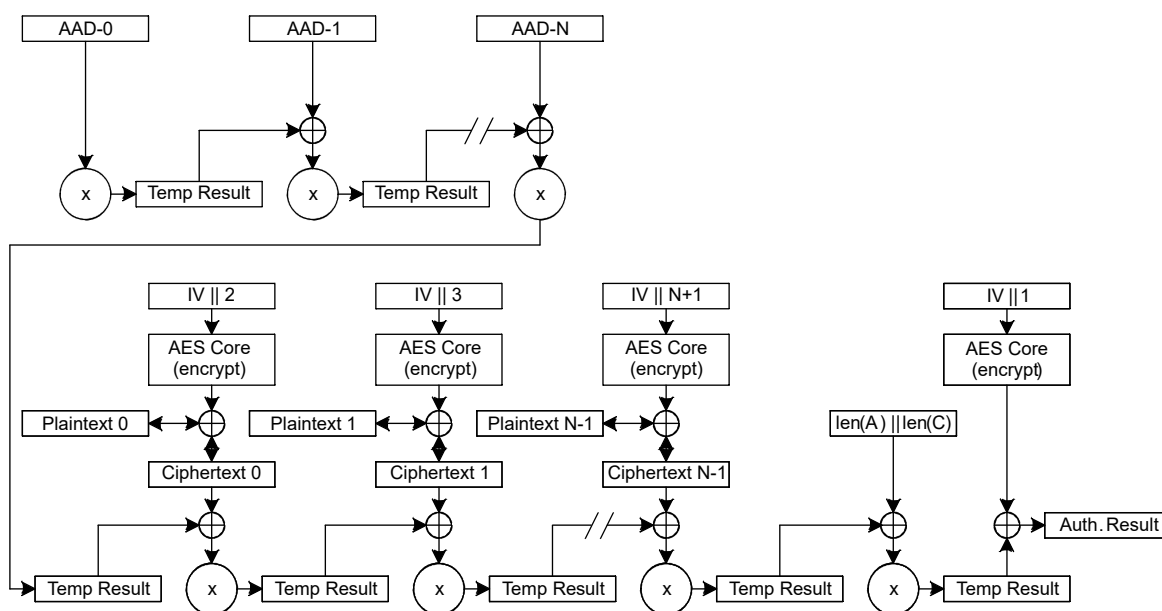 AAD-0
AAD-1
AAD-N
x
Temp Result
x
Temp Result
x
IV || 2
IV || 3
IV || N+1
IV || 1
AES Core
(encrypt)
AES Core
(encrypt)
AES Core
(encrypt)
AES Core
(encrypt)
Plaintext 0
Plaintext 1
Plaintext N-1
len(A) || len(C)
Ciphertext 0
Ciphertext 1
Ciphertext N-1
Auth. Result
Temp Result
x
Temp Result
x
Temp Result
x
Temp Result
x
Temp Result